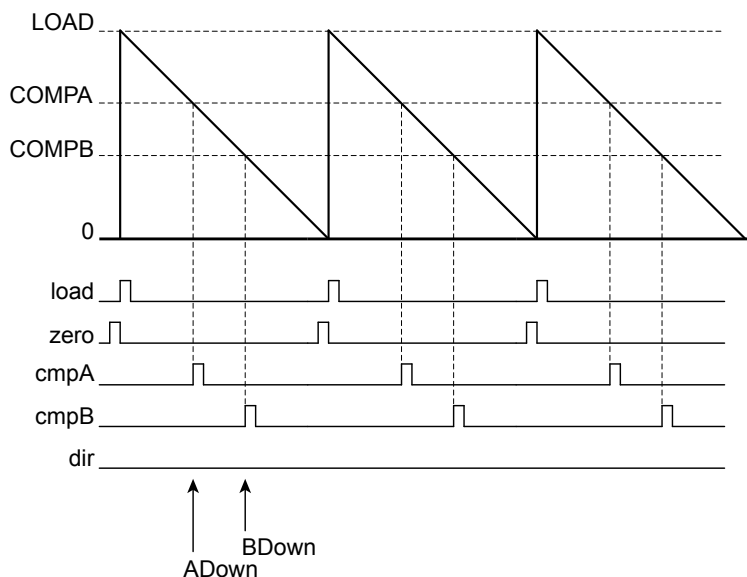 LOAD
COMPA
COMPB
0
load
zero
cmpA
cmpB
dir
BDown
ADown